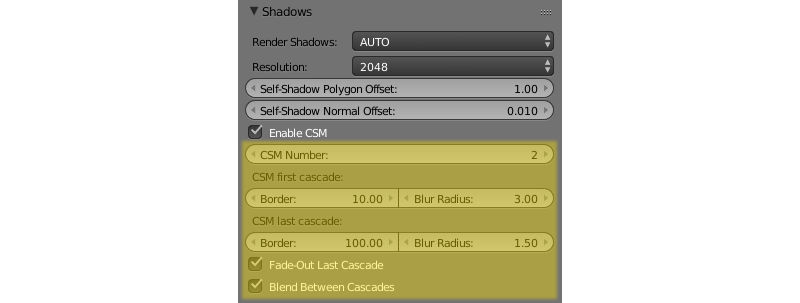 Shadows
Render Shadows: AUTO
Resolution: 2048
Self-Shadow Polygon Offset: 1.00
Self-Shadow Normal Offset: 0.010
Enable CSM
CSM Number: 2
CSM first cascade:
Border: 10.00 Blur Radius: 3.00
CSM last cascade:
Border: 100.00 Blur Radius: 1.50
Fade-Out Last Cascade
Blend Between Cascades